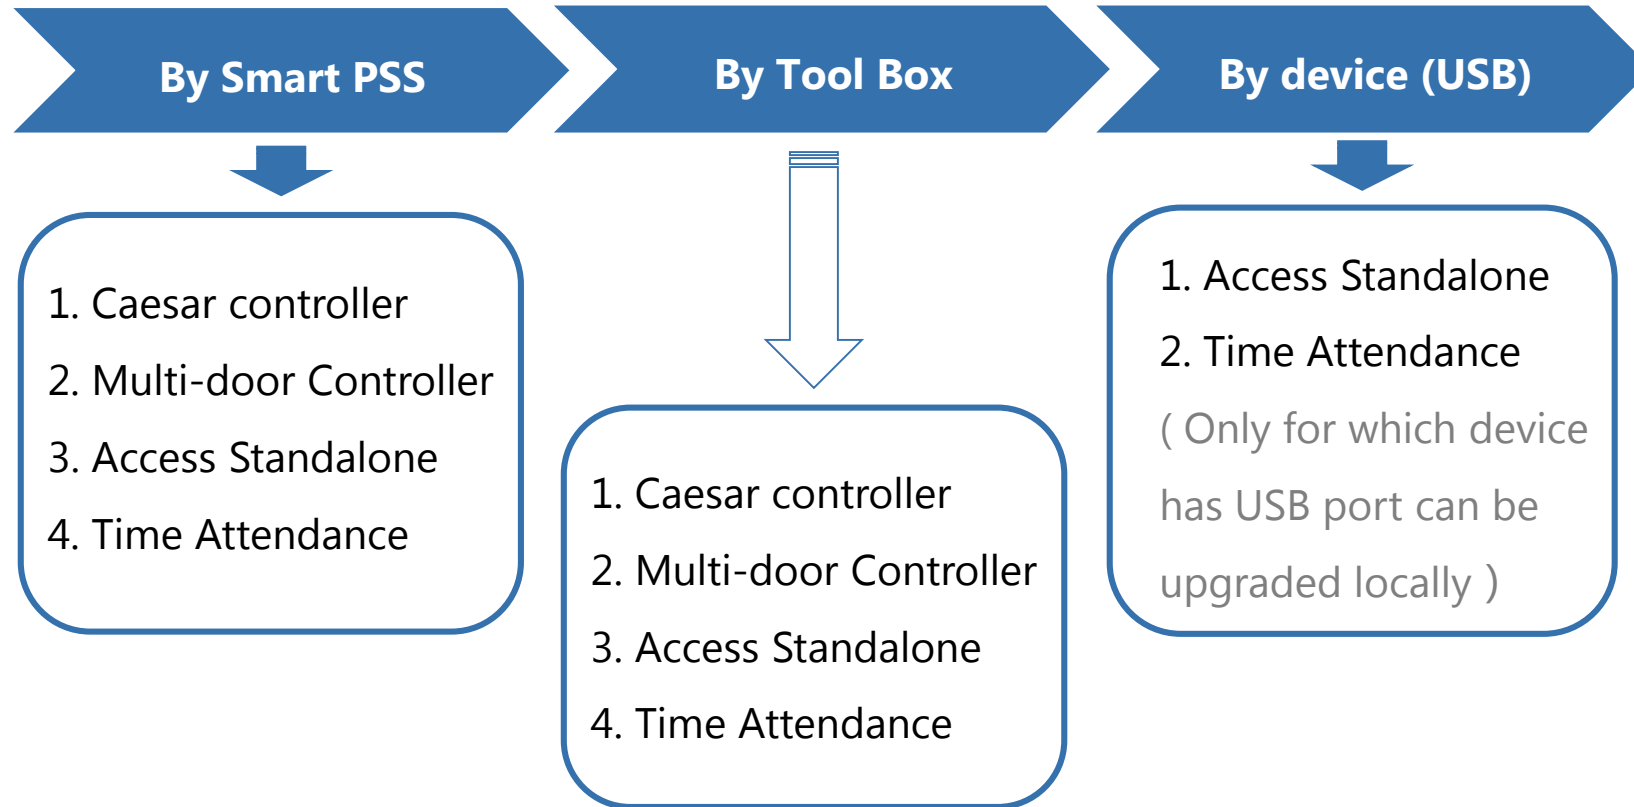 By Smart PSS
By Tool Box
By device (USB)
1. Caesar controller
2. Multi-door Controller
3. Access Standalone
4. Time Attendance
1. Caesar controller
2. Multi-door Controller
3. Access Standalone
4. Time Attendance
1. Access Standalone
2. Time Attendance
( Only for which device
has USB port can be
upgraded locally )